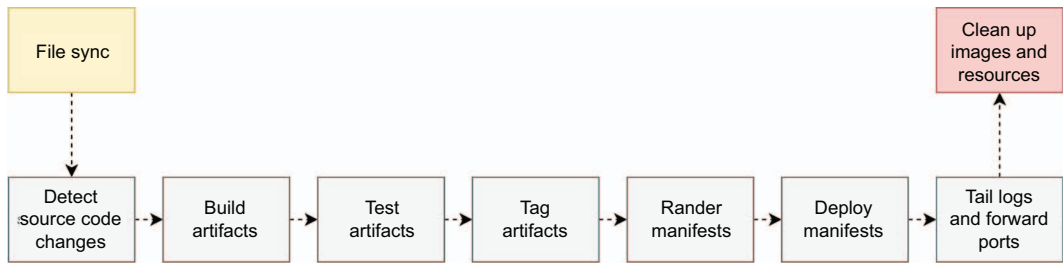 File sync
Clean up
images and
resources
Detect
source code
changes
Build
artifacts
Test
artifacts
Tag
artifacts
Rander
manifests
Deploy
manifests
Tail logs
and forward
ports